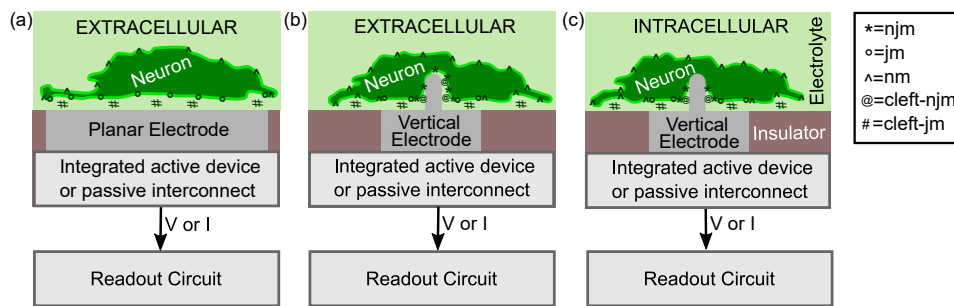 (a)
EXTRACELLULAR
Neuron
Planar Electrode
Integrated active device
or passive interconnect
V or I
Readout Circuit
(b)
EXTRACELLULAR
Neuron
Vertical
Electrode
Integrated active device
or passive interconnect
V or I
Readout Circuit
(c)
INTRACELLULAR
Neuron
Electrolyte
Vertical
Electrode
Insulator
Integrated active device
or passive interconnect
V or I
Readout Circuit
*=njm
o=jm
^=nm
@=cleft-njm
#=cleft-jm